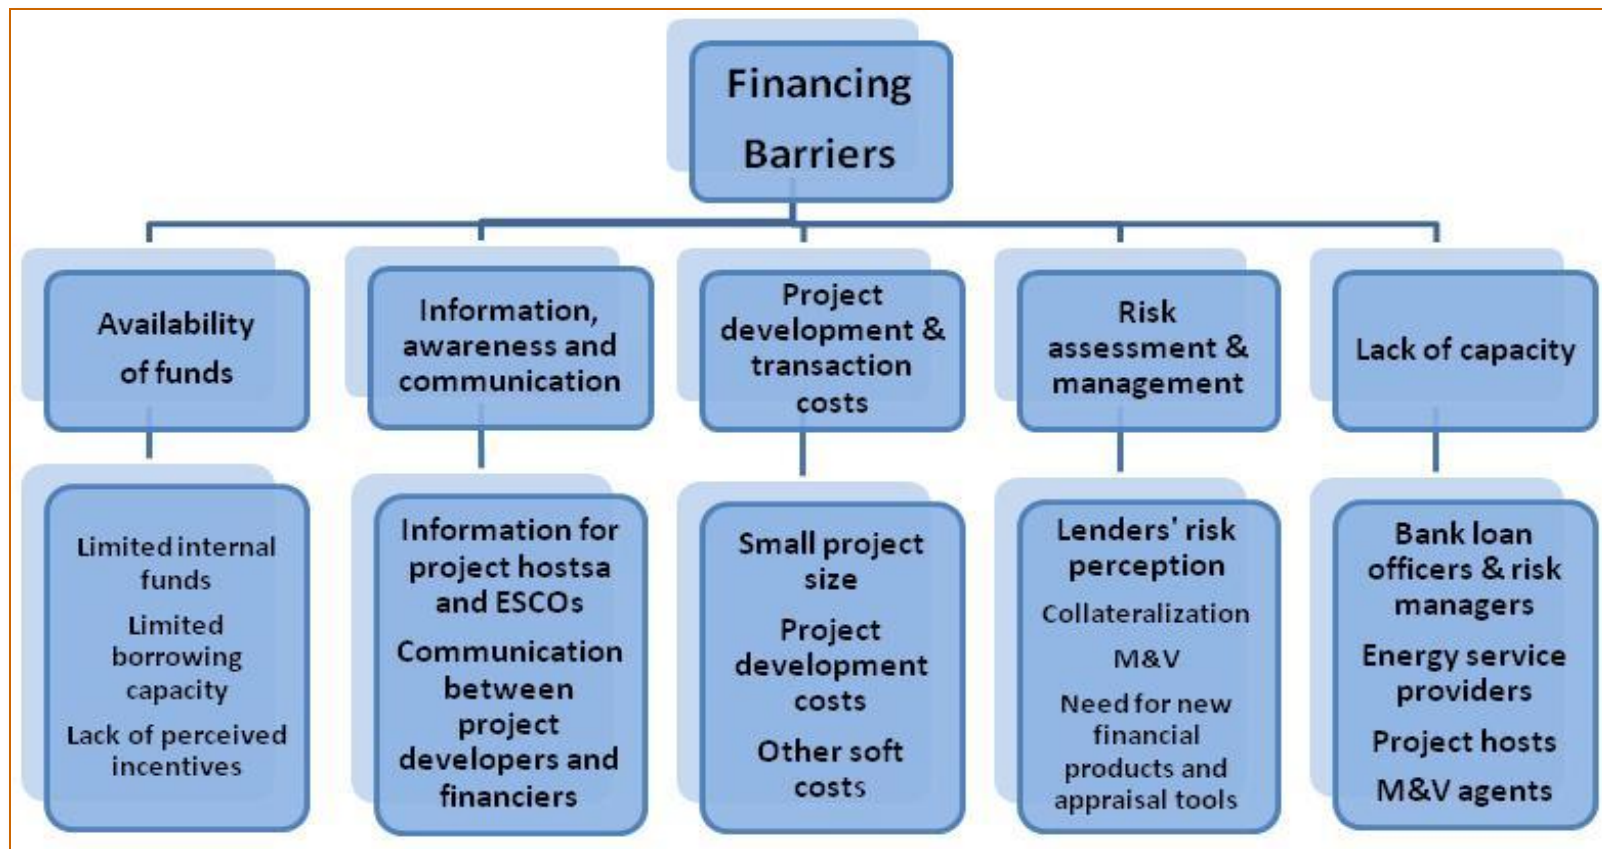 Financing
Barriers
Availability
of funds
Information,
awareness and
communication
Project
development &
transaction
costs
Risk
assessment &
management
Lack of capacity
Limited internal
funds
Limited
borrowing
capacity
Lack of perceived
incentives
Information for
project hostsa
and ESCOs
Communication
between
project
developers and
financiers
Small project
size
Project
development
costs
Other soft
costs
Lenders' risk
perception
Collateralization
M&V
Need for new
financial
products and
appraisal tools
Bank loan
officers & risk
managers
Energy service
providers
Project hosts
M&V agents